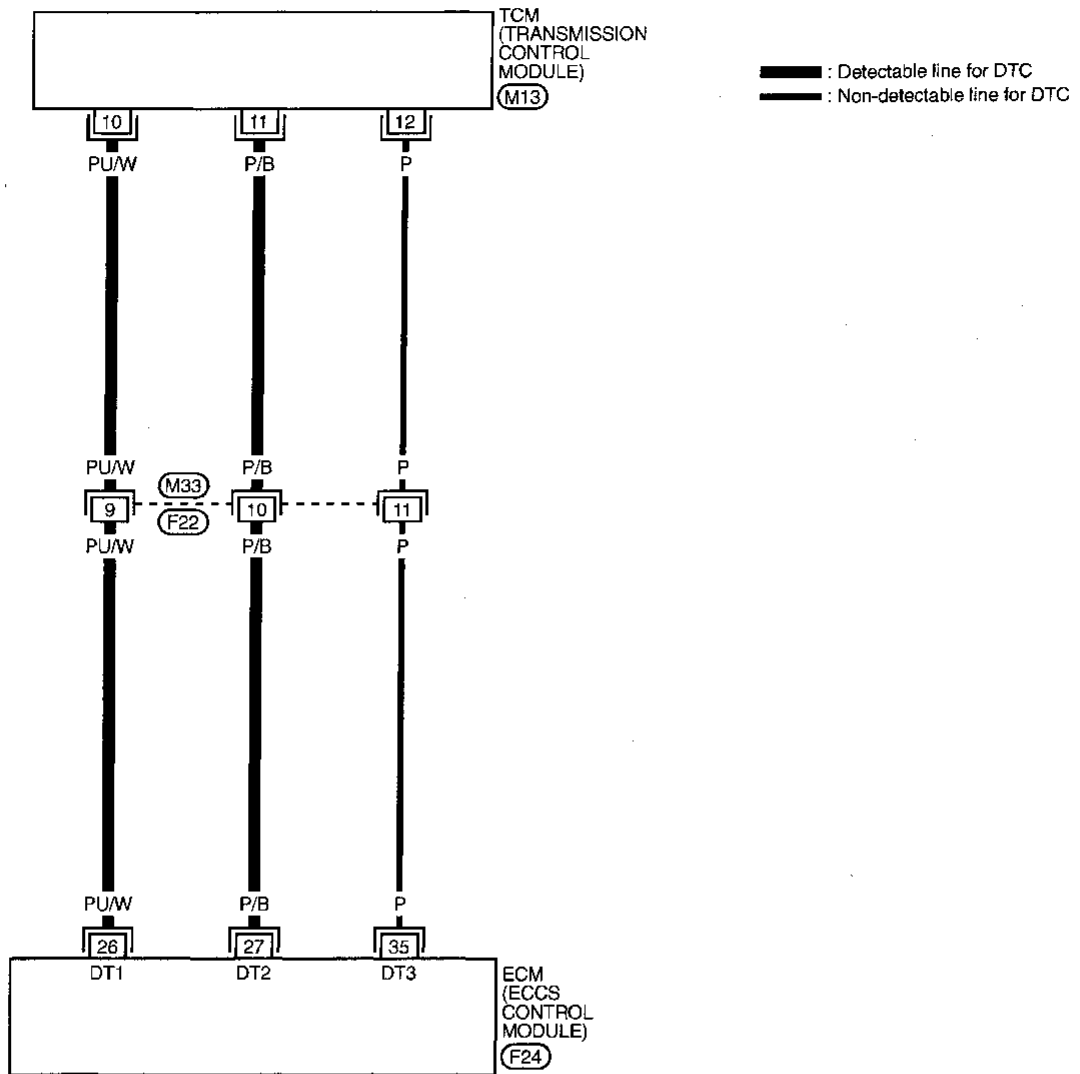 TCM
(TRANSMISSION
CONTROL
MODULE)
M13
: Detectable line for DTC
: Non-detectable line for DTC
10 11 12
PU/W P/B P
PU/W P/B P
M33
9 10 11
F22
PU/W P/B P
PU/W P/B P
26 27 35
DT1 DT2 DT3
ECM
(ECCS
CONTROL
MODULE)
F24